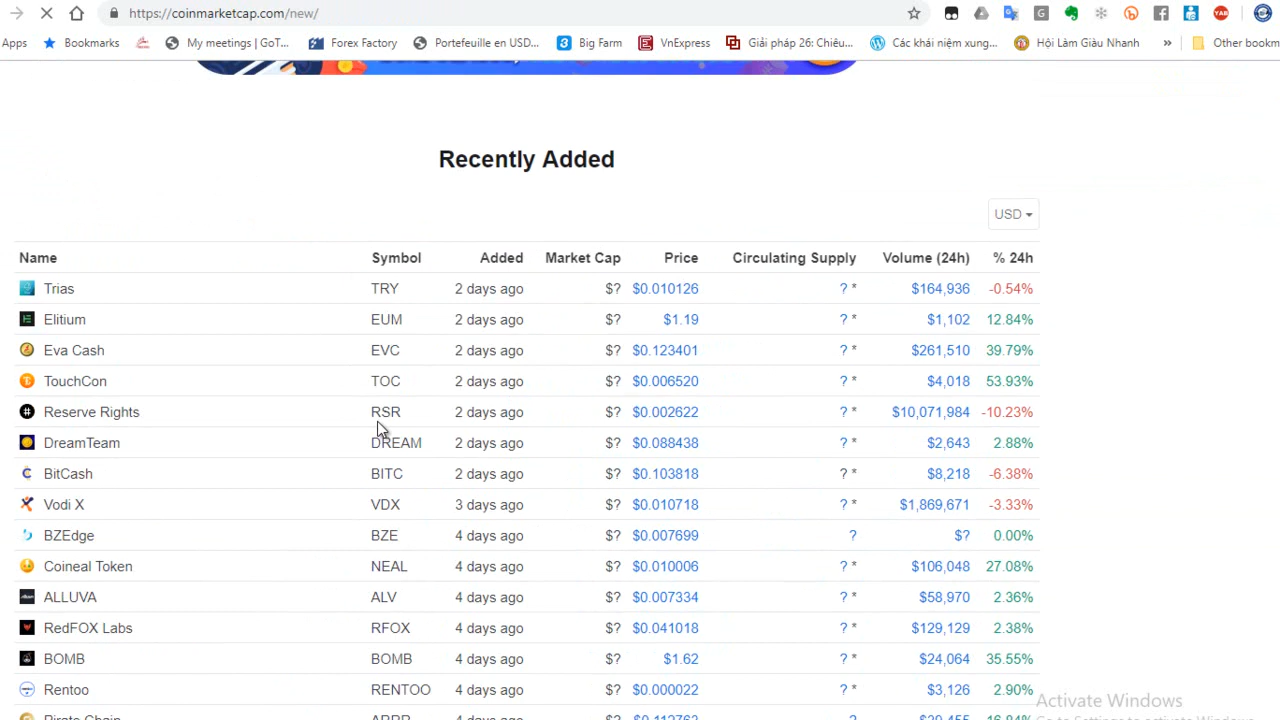 https://coinmarketcap.com/new/
Apps Bookmarks My meetings | GoT... Forex Factory Portefeuille en USD... Big Farm VnExpress Giải pháp 26: Chiêu... Các khái niệm xung... Hội Làm Giàu Nhanh » Other bookm
Recently Added
USD
Name Symbol Added Market Cap Price Circulating Supply Volume (24h) % 24h
Trias TRY 2 days ago $? $0.010126 ? * $164,936 -0.54%
Elitium EUM 2 days ago $? $1.19 ? * $1,102 12.84%
Eva Cash EVC 2 days ago $? $0.123401 ? * $261,510 39.79%
TouchCon TOC 2 days ago $? $0.006520 ? * $4,018 53.93%
Reserve Rights RSR 2 days ago $? $0.002622 ? * $10,071,984 -10.23%
DreamTeam DREAM 2 days ago $? $0.088438 ? * $2,643 2.88%
BitCash BITC 2 days ago $? $0.103818 ? * $8,218 -6.38%
Vodi X VDX 3 days ago $? $0.010718 ? * $1,869,671 -3.33%
BZEdge BZE 4 days ago $? $0.007699 ? $? 0.00%
Coineal Token NEAL 4 days ago $? $0.010006 ? * $106,048 27.08%
ALLUVA ALV 4 days ago $? $0.007334 ? * $58,970 2.36%
RedFOX Labs RFOX 4 days ago $? $0.041018 ? * $129,129 2.38%
BOMB BOMB 4 days ago $? $1.62 ? * $24,064 35.55%
Rentoo RENTOO 4 days ago $? $0.000022 ? * $3,126 2.90%
Activate Windows